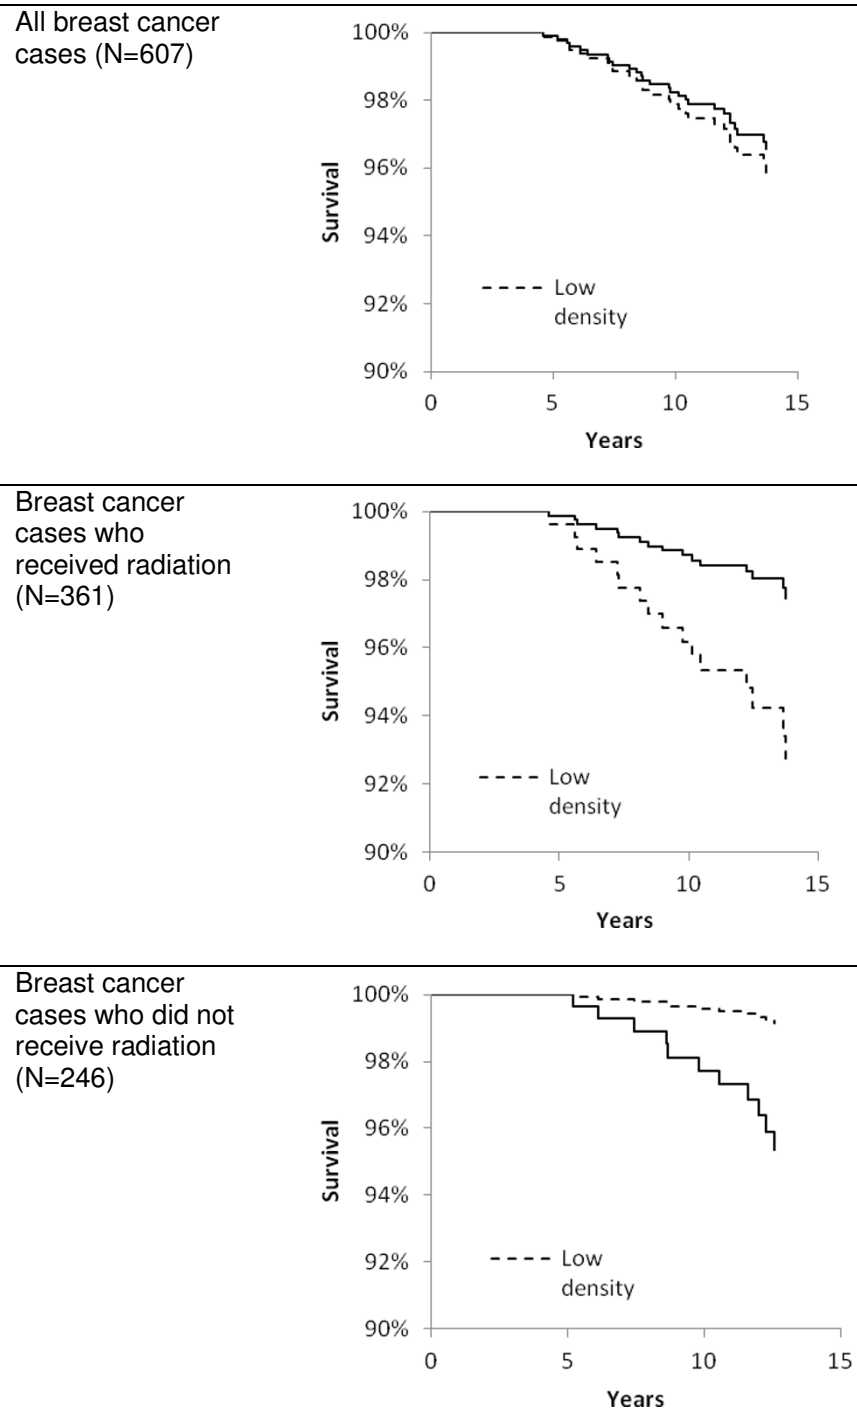 All breast cancer
cases (N=607)
100%
98%
96%
94%
92%
90%
Survival
Low
density
0 5 10 15
Years
Breast cancer
cases who
received radiation
(N=361)
100%
98%
96%
94%
92%
90%
Survival
Low
density
0 5 10 15
Years
Breast cancer
cases who did not
receive radiation
(N=246)
100%
98%
96%
94%
92%
90%
Survival
Low
density
0 5 10 15
Years